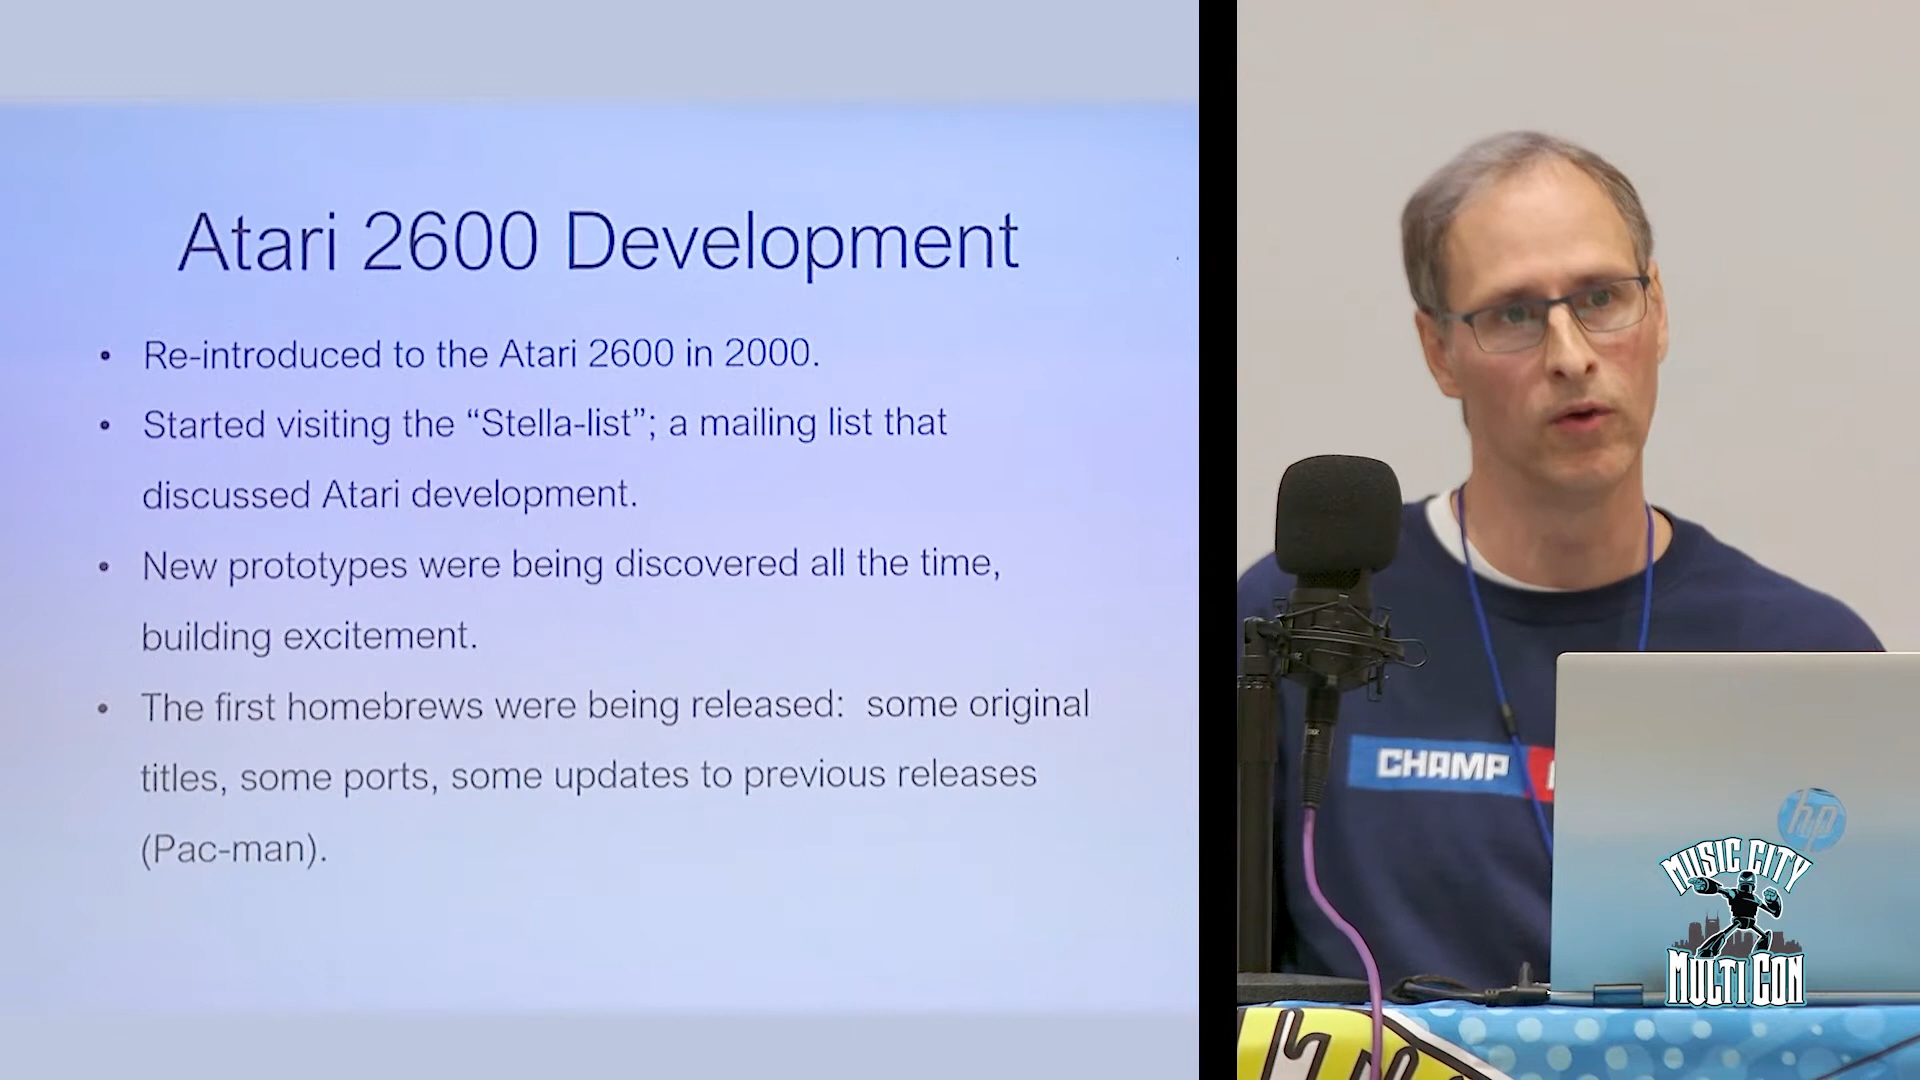 Atari 2600 Development
• Re-introduced to the Atari 2600 in 2000.
• Started visiting the “Stella-list”; a mailing list that
discussed Atari development.
• New prototypes were being discovered all the time,
building excitement.
• The first homebrews were being released:  some original
titles, some ports, some updates to previous releases
(Pac-man).
CHAMP
hp
MUSIC CITY
MULTI CON